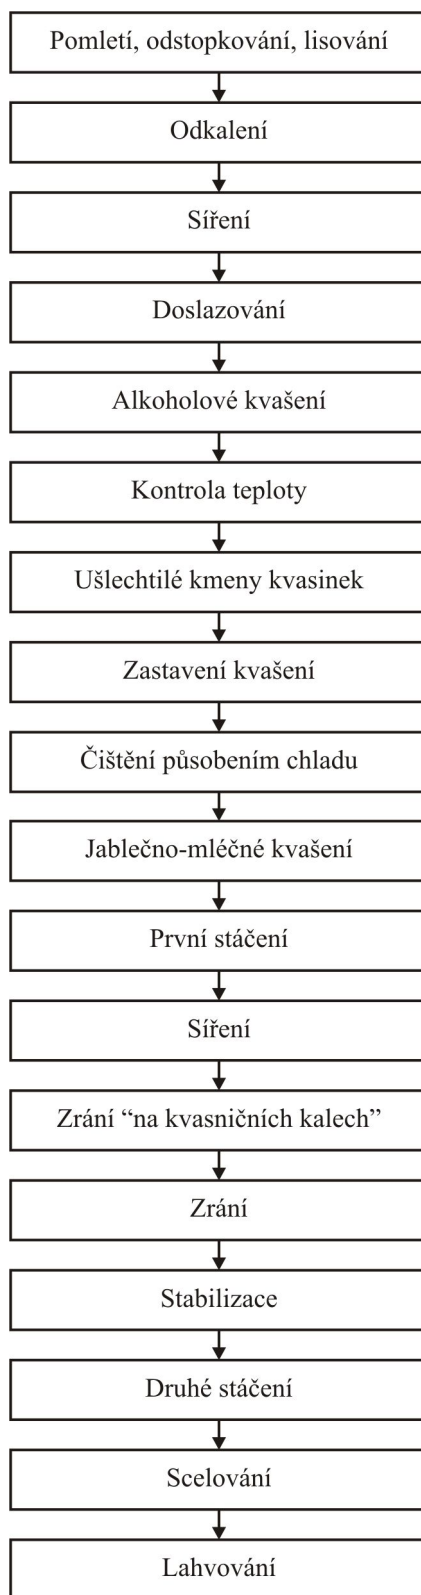 Pomletí, odstopkování, lisování
Odkalení
Síření
Doslazování
Alkoholové kvašení
Kontrola teploty
Ušlechtilé kmeny kvasinek
Zastavení kvašení
Čištění působením chladu
Jablečno-mléčné kvašení
První stáčení
Síření
Zrání “na kvasničních kalech”
Zrání
Stabilizace
Druhé stáčení
Scelování
Lahvování